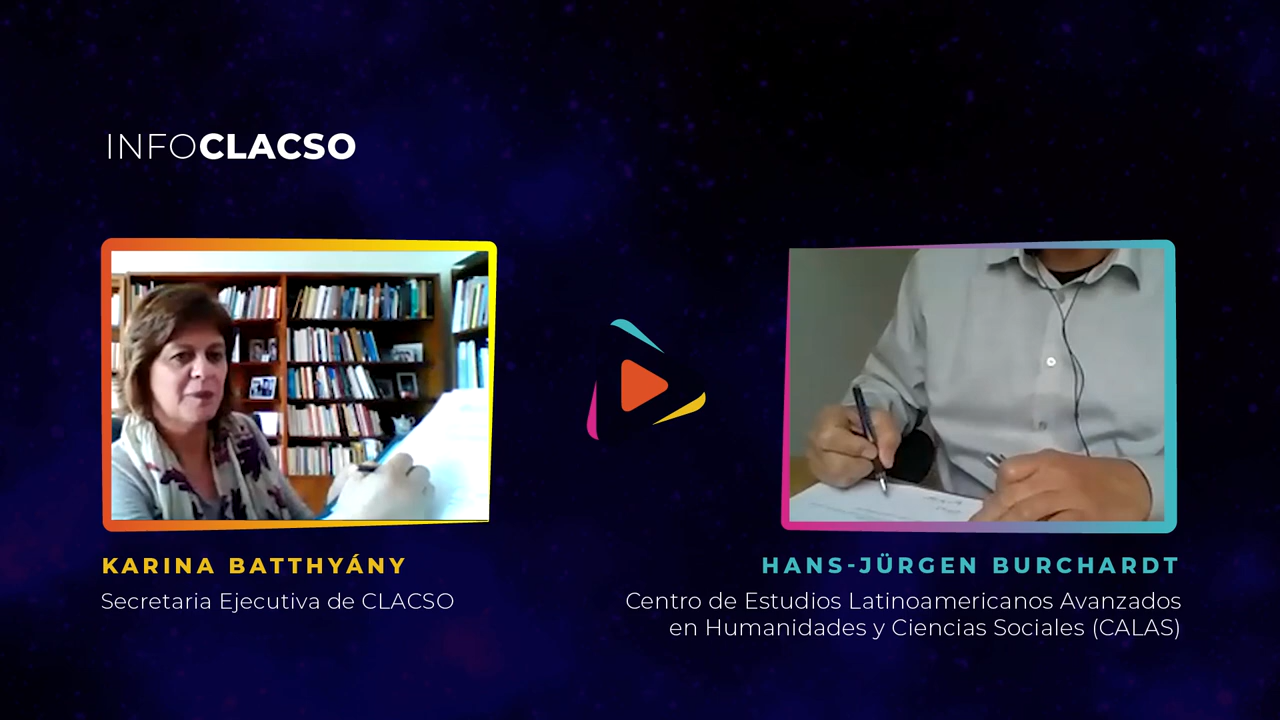 INFOCLACSO
KARINA BATTHYÁNY
Secretaria Ejecutiva de CLACSO
HANS-JÜRGEN BURCHARDT
Centro de Estudios Latinoamericanos Avanzados
en Humanidades y Ciencias Sociales (CALAS)